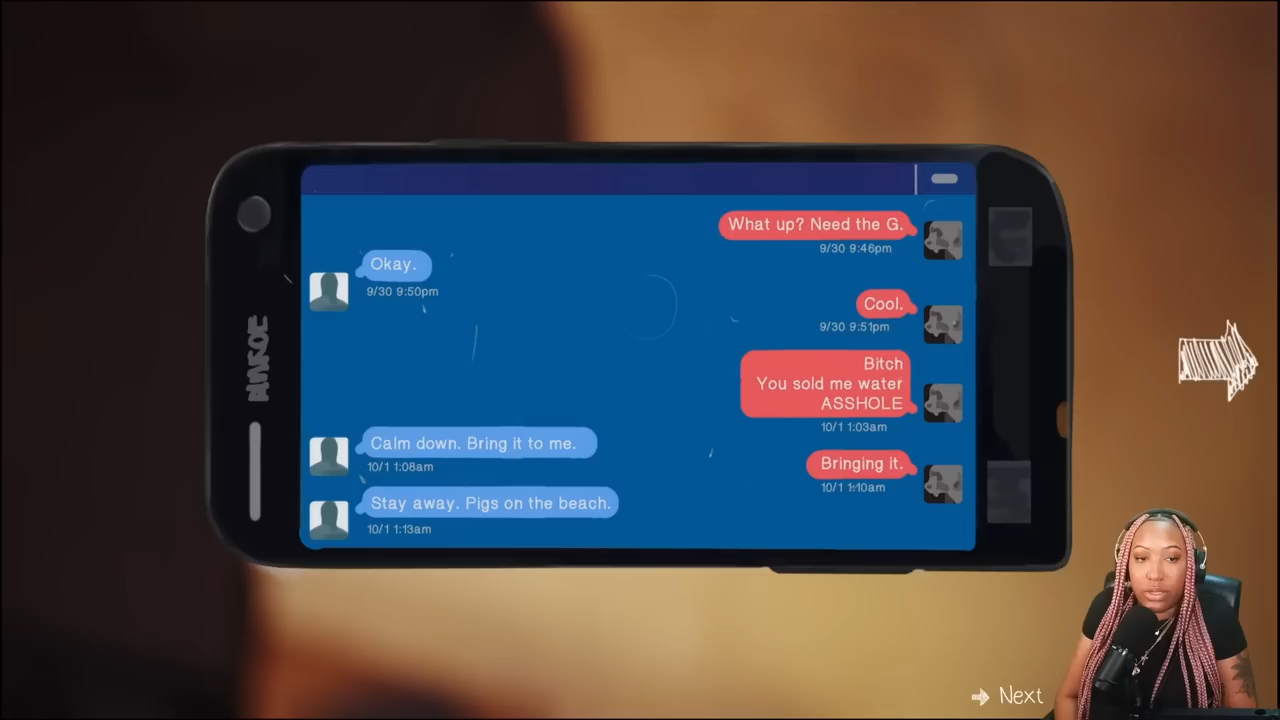 What up? Need the G.
9/30 9:46pm
Okay.
9/30 9:50pm
Cool.
9/30 9:51pm
Bitch
You sold me water
ASSHOLE
10/1 1:03am
Calm down. Bring it to me.
10/1 1:08am
Bringing it.
10/1 1:10am
Stay away. Pigs on the beach.
10/1 1:13am
Next